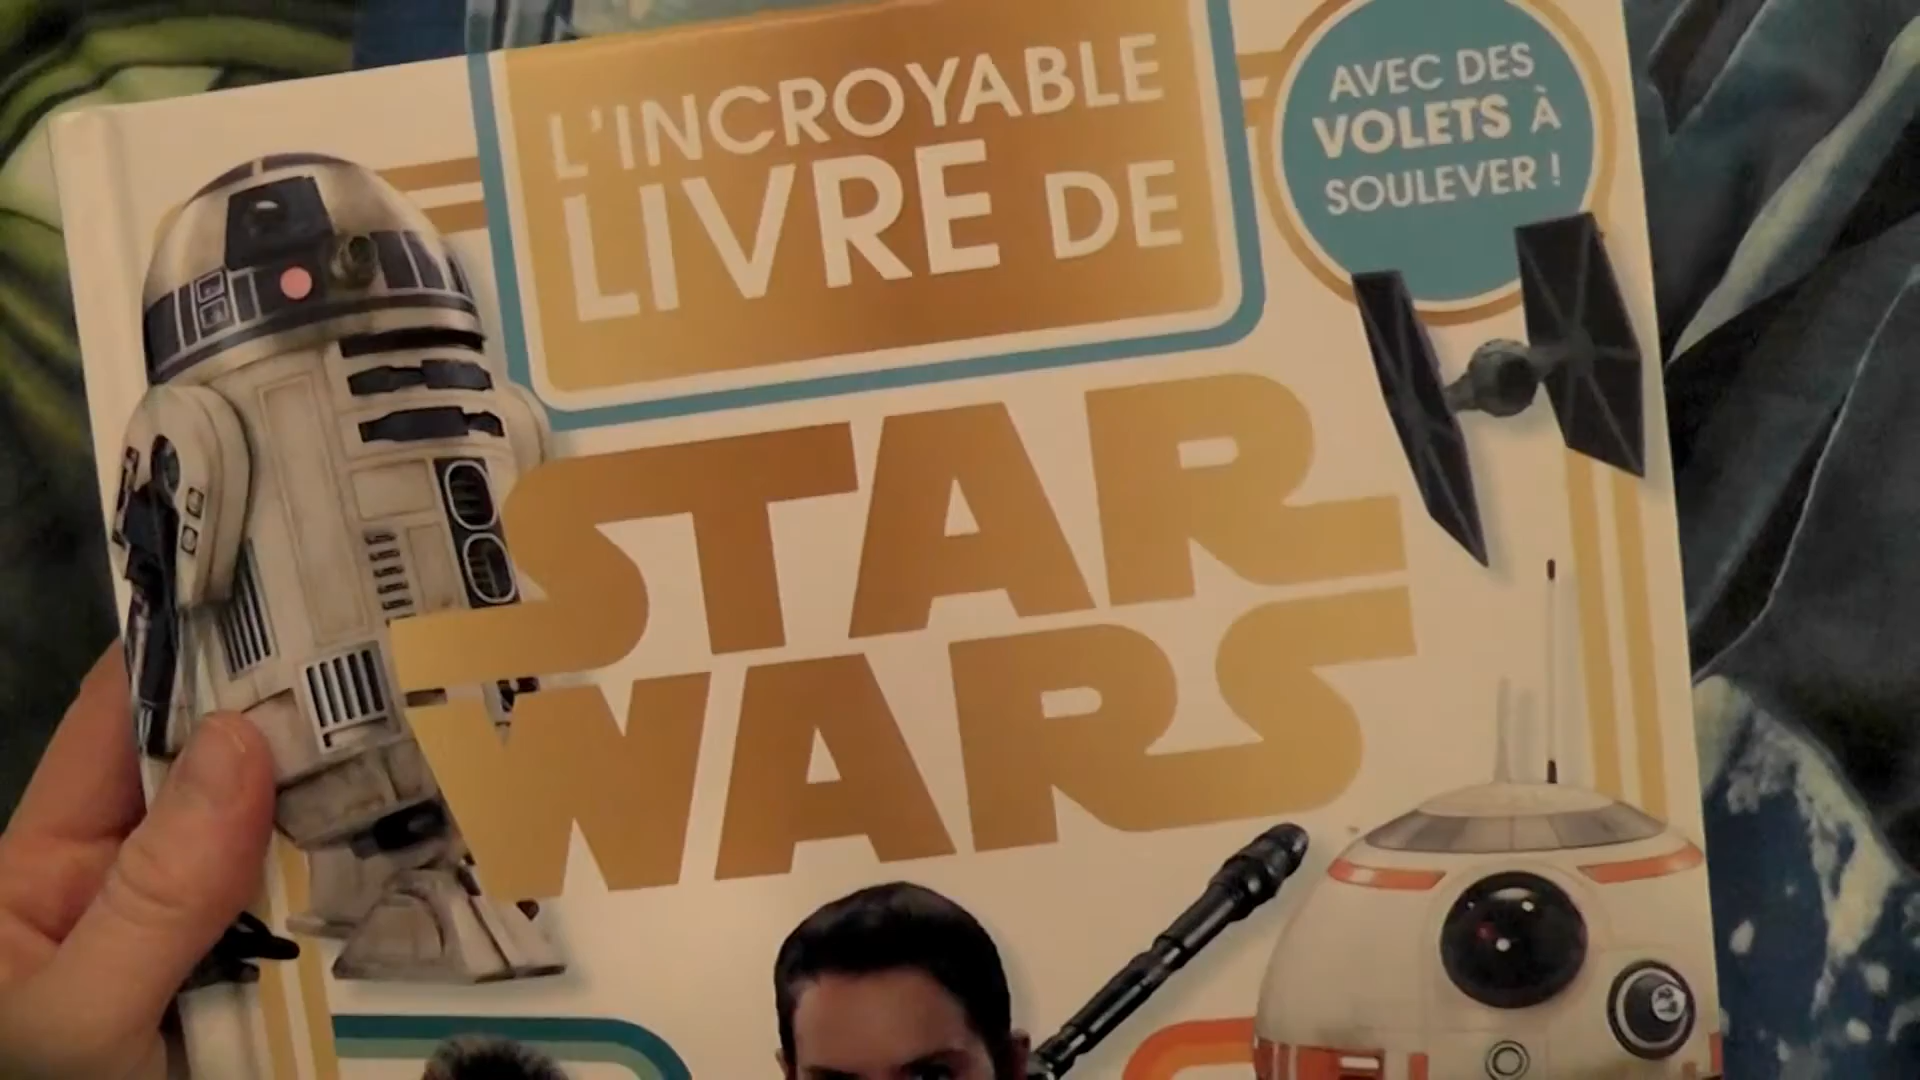 L'INCROYABLE
LIVRE DE
STAR
WARS
AVEC DES
VOLETS À
SOULEVER !